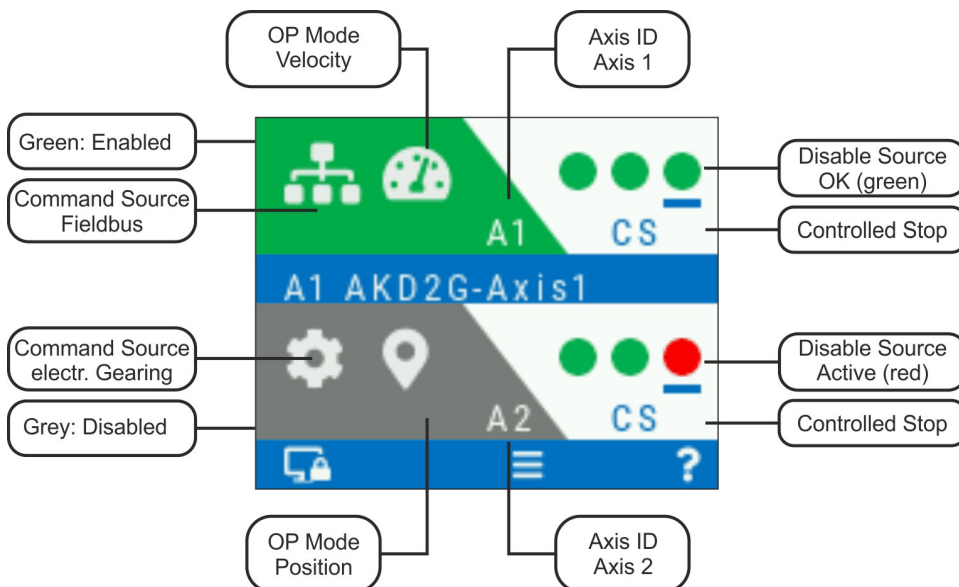 OP Mode
Velocity
Axis ID
Axis 1
Green: Enabled
Command Source
Fieldbus
Disable Source
OK (green)
Controlled Stop
A1
CS
A1 AKD2G-Axis1
Command Source
electr. Gearing
Grey: Disabled
Disable Source
Active (red)
Controlled Stop
A2
CS
?
OP Mode
Position
Axis ID
Axis 2